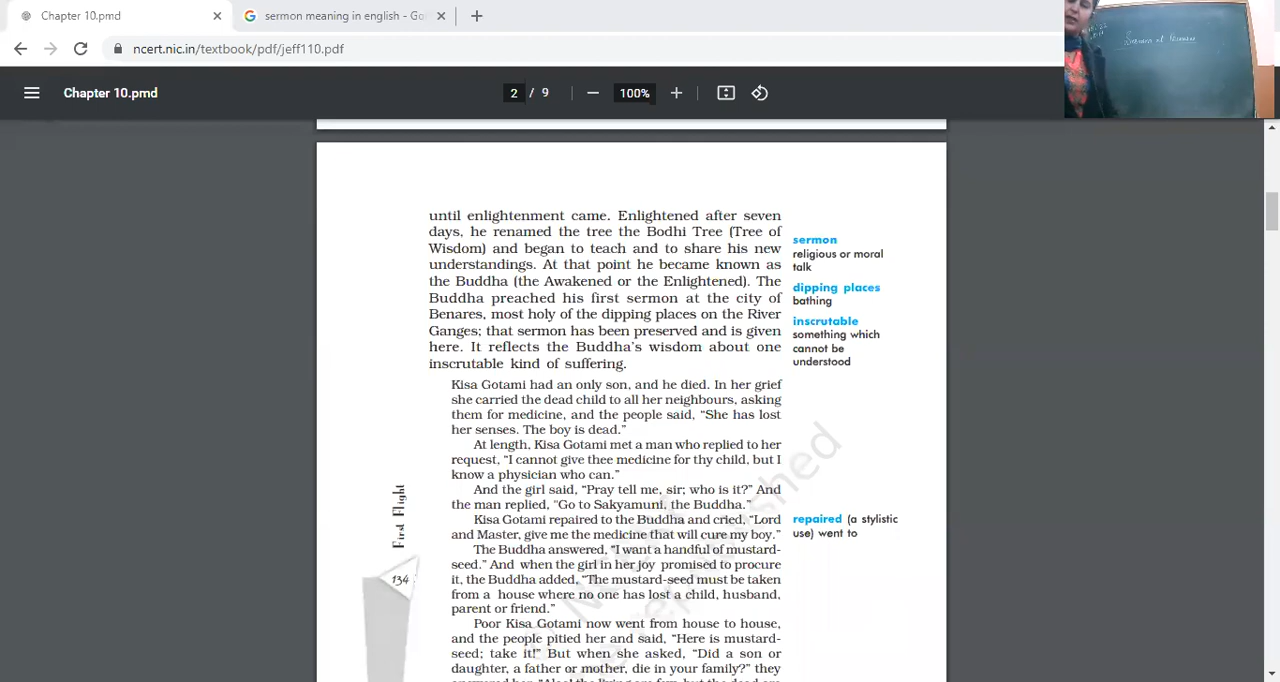 Chapter 10.pmd
sermon meaning in english - Go
ncert.nic.in/textbook/pdf/jeff110.pdf
Chapter 10.pmd
2 / 9
100%
Sermon at Benares
until enlightenment came. Enlightened after seven
days, he renamed the tree the Bodhi Tree (Tree of
Wisdom) and began to teach and to share his new
understandings. At that point he became known as
the Buddha (the Awakened or the Enlightened). The
Buddha preached his first sermon at the city of
Benares, most holy of the dipping places on the River
Ganges; that sermon has been preserved and is given
here. It reflects the Buddha's wisdom about one
inscrutable kind of suffering.
sermon
religious or moral
talk
dipping places
bathing
inscrutable
something which
cannot be
understood
Kisa Gotami had an only son, and he died. In her grief
she carried the dead child to all her neighbours, asking
them for medicine, and the people said, “She has lost
her senses. The boy is dead.”
At length, Kisa Gotami met a man who replied to her
request, “I cannot give thee medicine for thy child, but I
know a physician who can.”
And the girl said, “Pray tell me, sir; who is it?” And
the man replied, “Go to Sakyamuni, the Buddha.”
Kisa Gotami repaired to the Buddha and cried, “Lord
and Master, give me the medicine that will cure my boy.”
repaired (a stylistic
use) went to
The Buddha answered, “I want a handful of mustard-
seed.” And when the girl in her joy promised to procure
it, the Buddha added, “The mustard-seed must be taken
from a house where no one has lost a child, husband,
parent or friend.”
Poor Kisa Gotami now went from house to house,
and the people pitied her and said, “Here is mustard-
seed; take it!” But when she asked, “Did a son or
daughter, a father or mother, die in your family?” they
answered her, “Alas! the living are few, but the dead are
First Flight
134